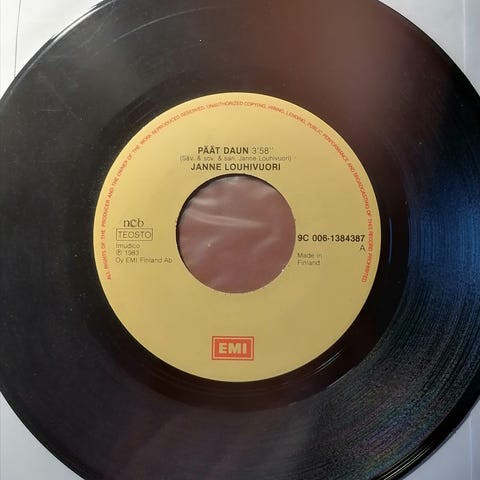 ALL RIGHTS OF THE PRODUCER AND THE OWNER OF THE WORK REPRODUCED RESERVED. UNAUTHORIZED COPYING, HIRING, LENDING, PUBLIC PERFORMANCE AND BROADCASTING OF THIS RECORD PROHIBITED
PÄÄT DAUN 3'58''
(Säv. & sov. & san. Janne Louhivuori)
JANNE LOUHIVUORI
ncb
TEOSTO
Imudico
℗ 1983
Oy EMI Finland Ab
9C 006-1384387
A
Made in
Finland
EMI